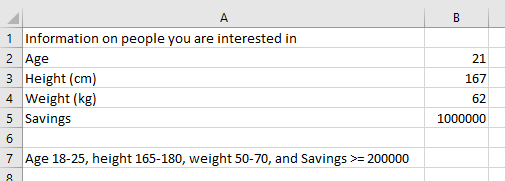 A B
1 Information on people you are interested in
2 Age 21
3 Height (cm) 167
4 Weight (kg) 62
5 Savings 1000000
6
7 Age 18-25, height 165-180, weight 50-70, and Savings >= 200000
8